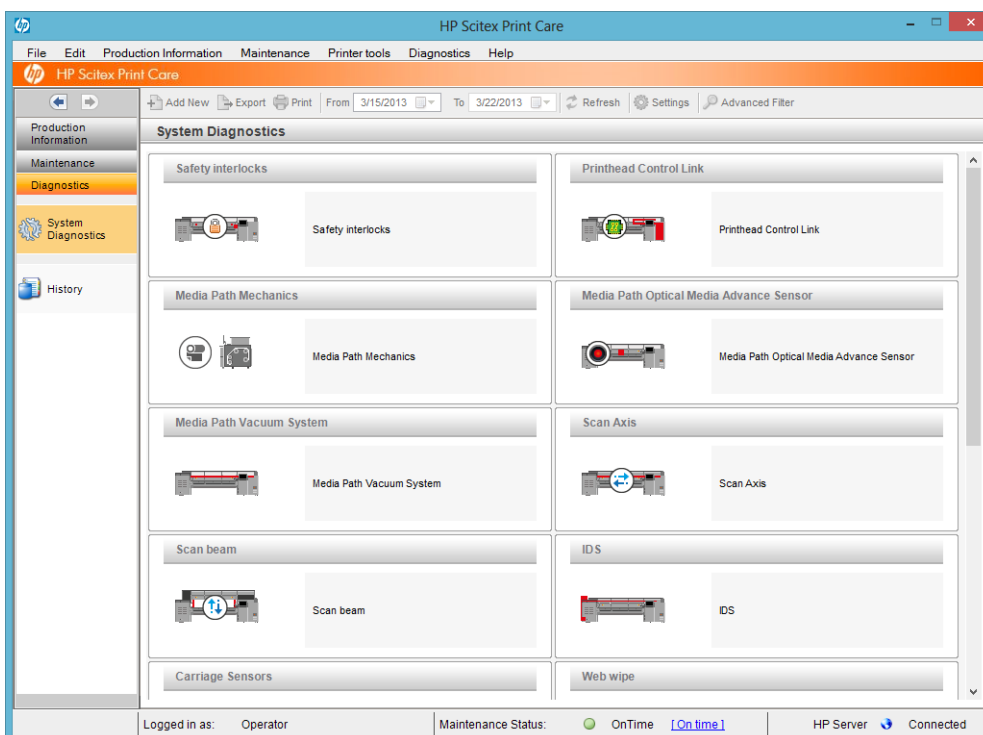 HP Scitex Print Care
File Edit Production Information Maintenance Printer tools Diagnostics Help
hp HP Scitex Print Care
Add New Export Print From 3/15/2013 To 3/22/2013 Refresh Settings Advanced Filter
Production
Information
Maintenance
Diagnostics
System
Diagnostics
History
System Diagnostics
Safety interlocks
Safety interlocks
Printhead Control Link
Printhead Control Link
Media Path Mechanics
Media Path Mechanics
Media Path Optical Media Advance Sensor
Media Path Optical Media Advance Sensor
Media Path Vacuum System
Media Path Vacuum System
Scan Axis
Scan Axis
Scan beam
Scan beam
IDS
IDS
Carriage Sensors
Web wipe
Logged in as: Operator Maintenance Status: OnTime [ On time ] HP Server Connected